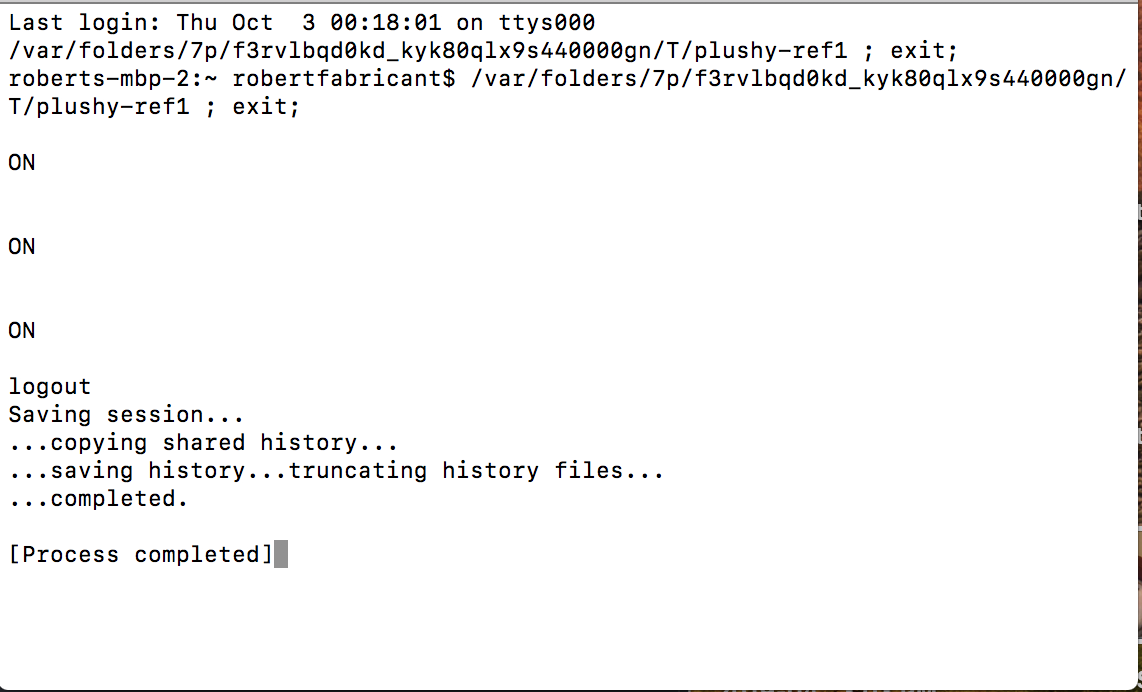 Last login: Thu Oct  3 00:18:01 on ttys000
/var/folders/7p/f3rvlbqd0kd_kyk80qlx9s440000gn/T/plushy-ref1 ; exit;
roberts-mbp-2:~ robertfabricant$ /var/folders/7p/f3rvlbqd0kd_kyk80qlx9s440000gn/
T/plushy-ref1 ; exit;
ON
ON
ON
logout
Saving session...
...copying shared history...
...saving history...truncating history files...
...completed.
[Process completed]